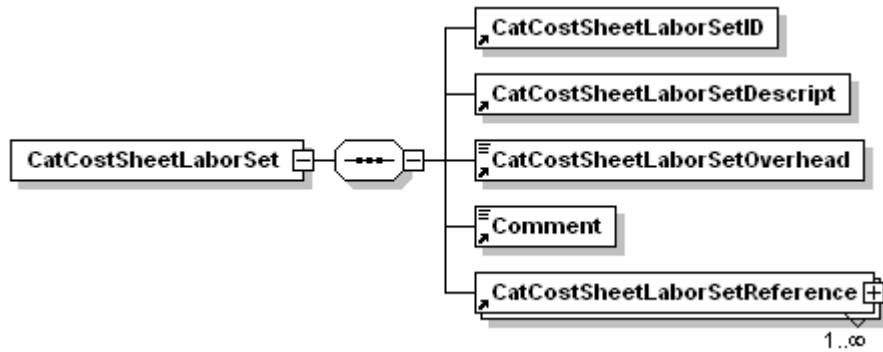 CatCostSheetLaborSetID
CatCostSheetLaborSetDescript
CatCostSheetLaborSet
CatCostSheetLaborSetOverhead
Comment
CatCostSheetLaborSetReference
1..∞